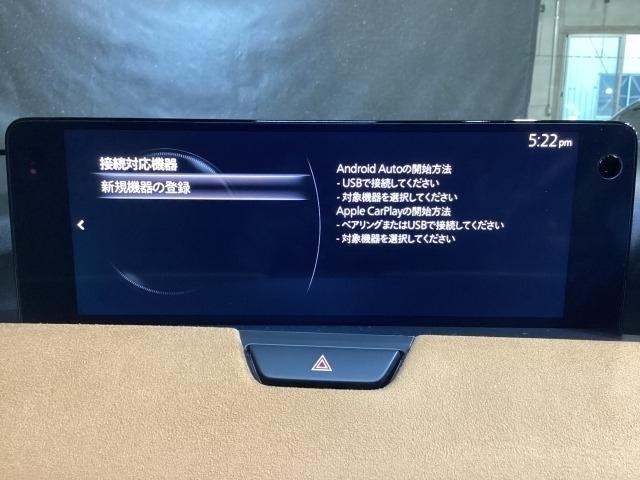 5:22pm
接続対応機器
新規機器の登録
Android Autoの開始方法
- USBで接続してください
- 対象機器を選択してください
Apple CarPlayの開始方法
- ペアリングまたはUSBで接続してください
- 対象機器を選択してください